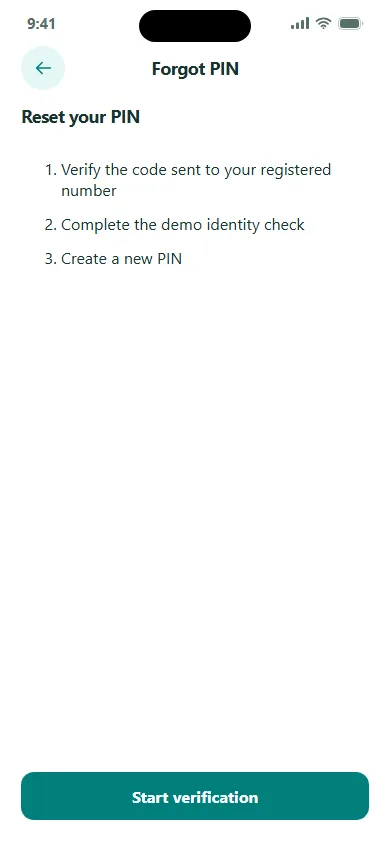 9:41
Forgot PIN
Reset your PIN
1. Verify the code sent to your registered
number
2. Complete the demo identity check
3. Create a new PIN
Start verification